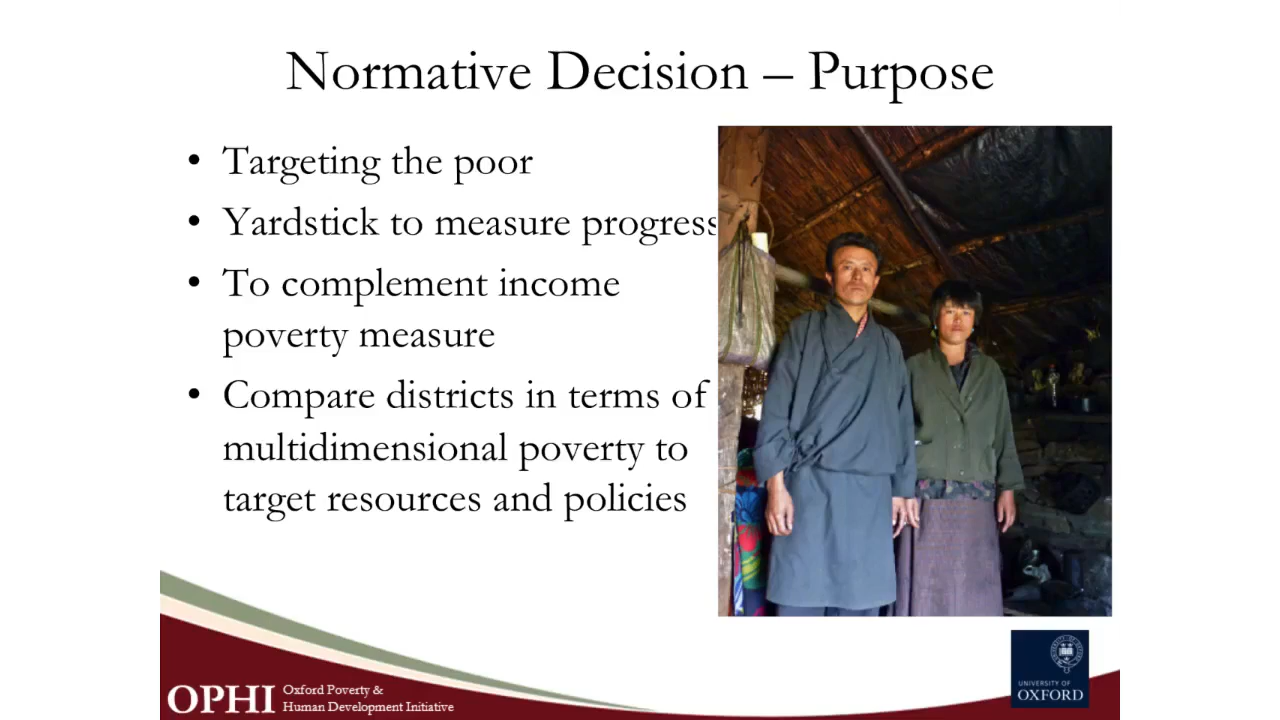 Normative Decision – Purpose
• Targeting the poor
• Yardstick to measure progress
• To complement income
poverty measure
• Compare districts in terms of
multidimensional poverty to
target resources and policies
OPHI
Oxford Poverty &
Human Development Initiative
UNIVERSITY OF
OXFORD